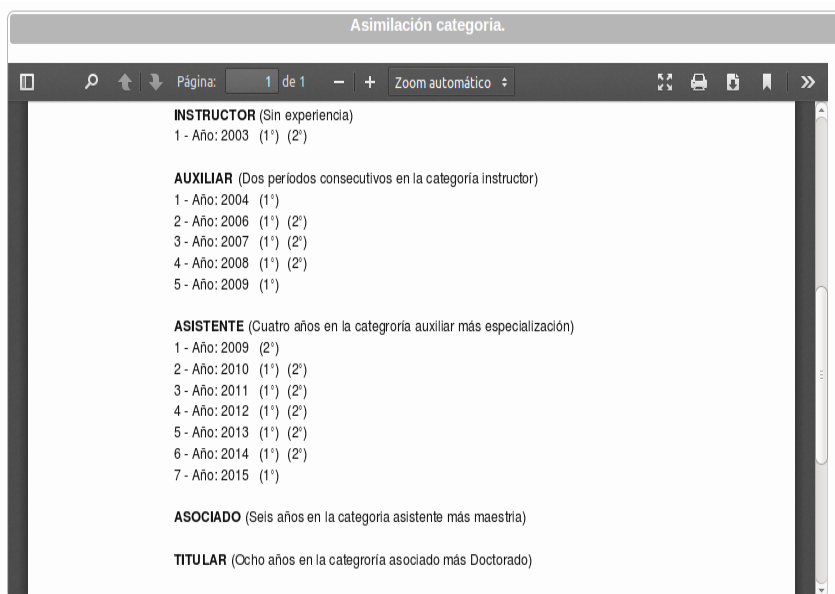 Asimilación categoria.
Página: 1 de 1 − + Zoom automático
INSTRUCTOR (Sin experiencia)
1 - Año: 2003 (1°) (2°)
AUXILIAR (Dos períodos consecutivos en la categoría instructor)
1 - Año: 2004 (1°)
2 - Año: 2006 (1°) (2°)
3 - Año: 2007 (1°) (2°)
4 - Año: 2008 (1°) (2°)
5 - Año: 2009 (1°)
ASISTENTE (Cuatro años en la categroría auxiliar más especialización)
1 - Año: 2009 (2°)
2 - Año: 2010 (1°) (2°)
3 - Año: 2011 (1°) (2°)
4 - Año: 2012 (1°) (2°)
5 - Año: 2013 (1°) (2°)
6 - Año: 2014 (1°) (2°)
7 - Año: 2015 (1°)
ASOCIADO (Seis años en la categoria asistente más maestria)
TITULAR (Ocho años en la categroría asociado más Doctorado)